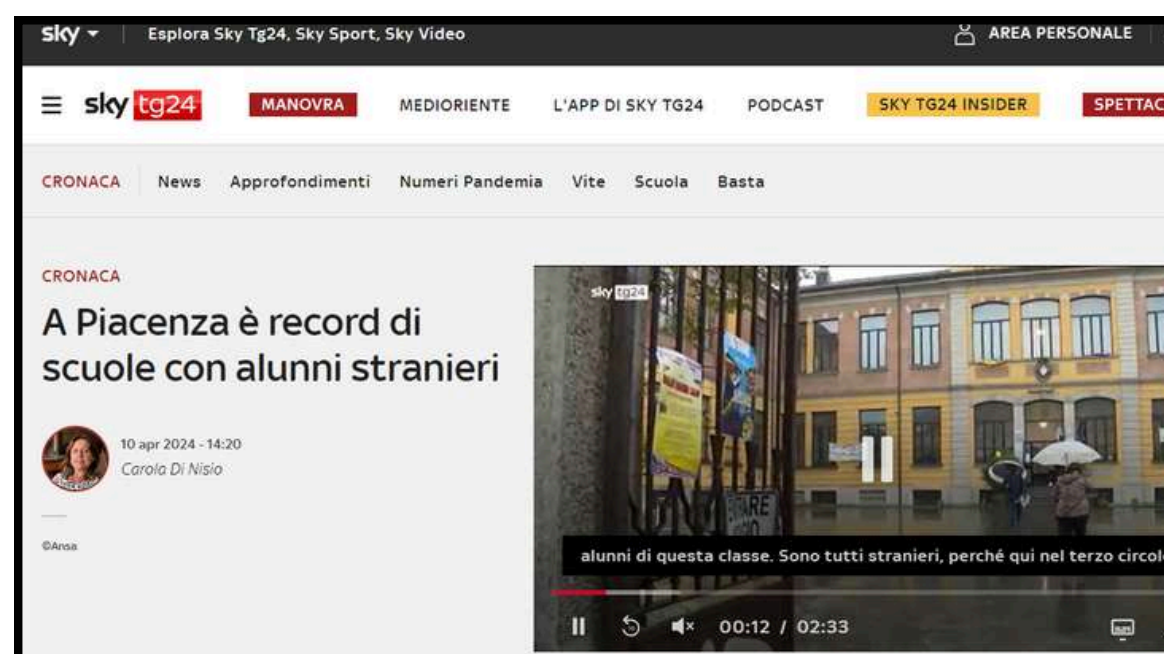 sky
Esplora Sky Tg24, Sky Sport, Sky Video
AREA PERSONALE
sky tg24
MANOVRA
MEDIORIENTE
L'APP DI SKY TG24
PODCAST
SKY TG24 INSIDER
SPETTAC
CRONACA
News
Approfondimenti
Numeri Pandemia
Vite
Scuola
Basta
CRONACA
A Piacenza è record di
scuole con alunni stranieri
10 apr 2024 - 14:20
Carola Di Nisio
©Ansa
sky tg24
alunni di questa classe. Sono tutti stranieri, perché qui nel terzo circol
00:12 / 02:33